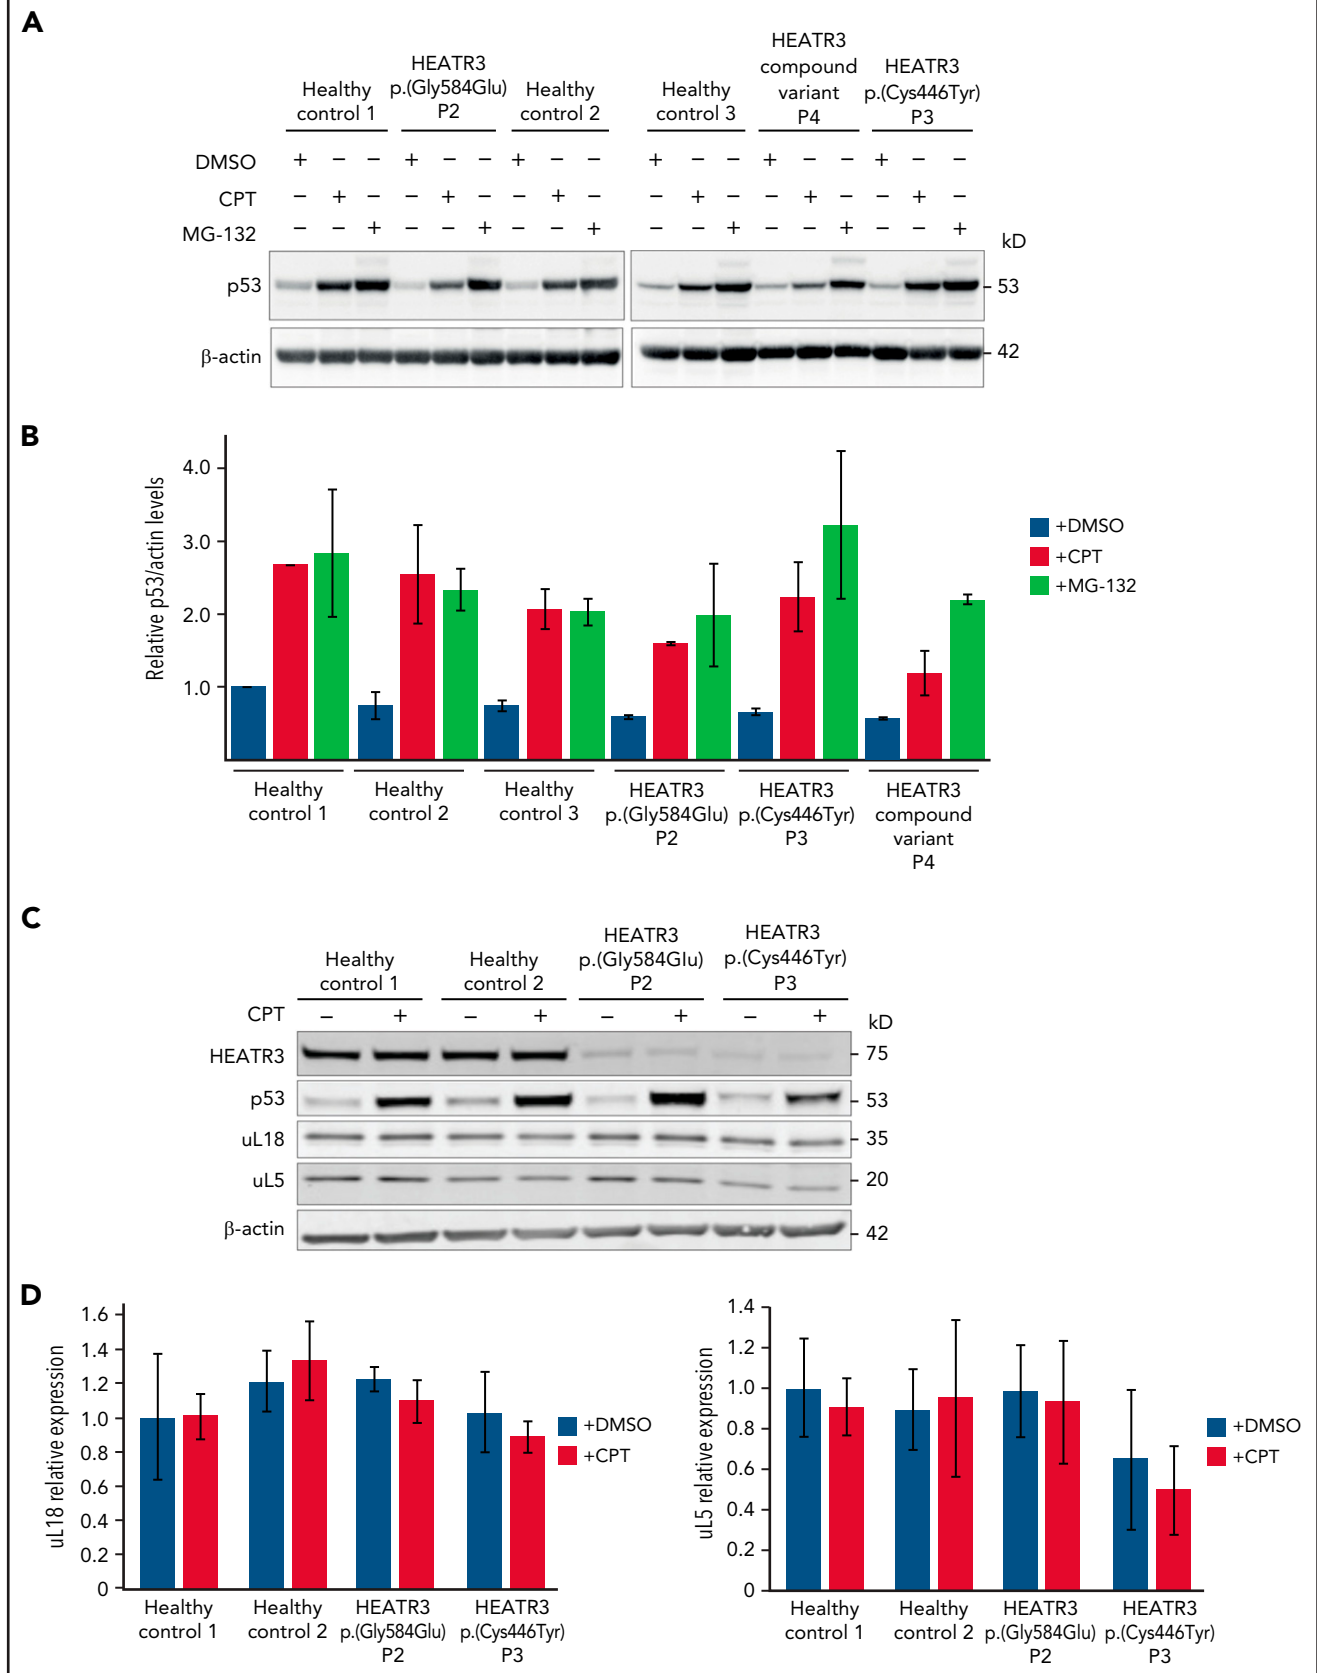 A
Healthy
control 1
HEATR3
p.(Gly584Glu)
P2
Healthy
control 2
Healthy
control 3
HEATR3
compound
variant
P4
HEATR3
p.(Cys446Tyr)
P3
DMSO + – – + – – + – – + – – + – – + – –
CPT – + – – + – – + – – + – – + – – + –
MG-132 – – + – – + – – + – – + – – + – – +
kD
p53
53
β-actin
42
B
Relative p53/actin levels
4.0
3.0
2.0
1.0
+DMSO
+CPT
+MG-132
Healthy
control 1
Healthy
control 2
Healthy
control 3
HEATR3
p.(Gly584Glu)
P2
HEATR3
p.(Cys446Tyr)
P3
HEATR3
compound
variant
P4
C
Healthy
control 1
Healthy
control 2
HEATR3
p.(Gly584Glu)
P2
HEATR3
p.(Cys446Tyr)
P3
CPT – + – + – + – +
kD
HEATR3
75
p53
53
uL18
35
uL5
20
β-actin
42
D
uL18 relative expression
1.6
1.4
1.2
1.0
0.8
0.6
0.4
0.2
0
+DMSO
+CPT
Healthy
control 1
Healthy
control 2
HEATR3
p.(Gly584Glu)
P2
HEATR3
p.(Cys446Tyr)
P3
uL5 relative expression
1.4
1.2
1.0
0.8
0.6
0.4
0.2
0
+DMSO
+CPT
Healthy
control 1
Healthy
control 2
HEATR3
p.(Gly584Glu)
P2
HEATR3
p.(Cys446Tyr)
P3